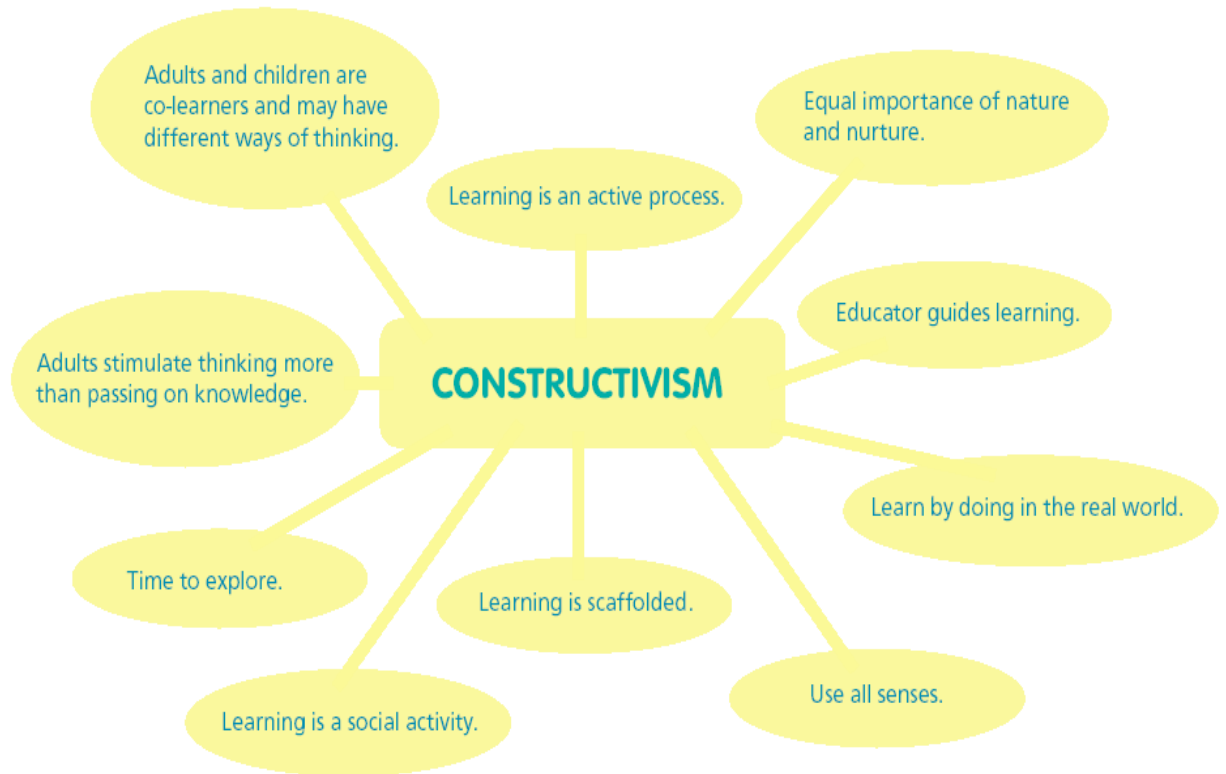 Adults and children are
co-learners and may have
different ways of thinking.
Equal importance of nature
and nurture.
Learning is an active process.
Educator guides learning.
Adults stimulate thinking more
than passing on knowledge.
CONSTRUCTIVISM
Learn by doing in the real world.
Time to explore.
Learning is scaffolded.
Use all senses.
Learning is a social activity.